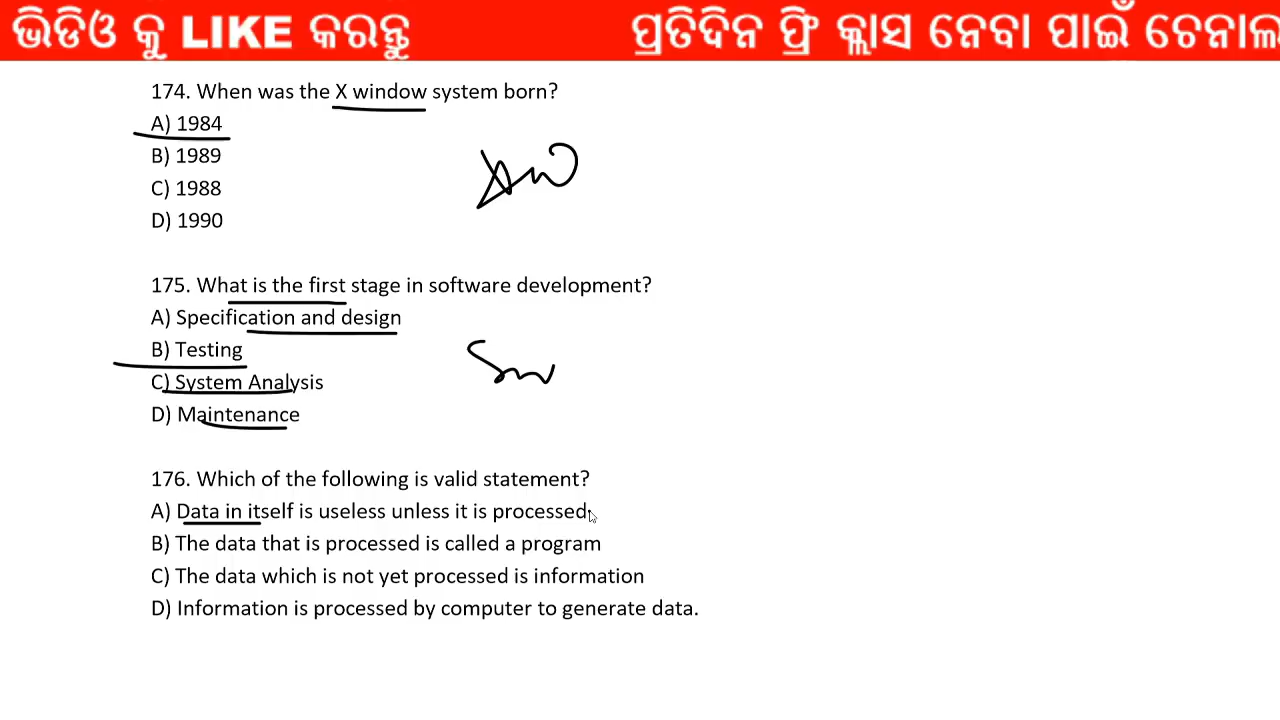 ଭିଡିଓ କୁ LIKE କରନ୍ତୁ ପ୍ରତିଦିନ ଫ୍ରି କ୍ଲାସ ନେବା ପାଇଁ ଚେନାଲ
174. When was the X window system born?
A) 1984
B) 1989
C) 1988
D) 1990
175. What is the first stage in software development?
A) Specification and design
B) Testing
C) System Analysis
D) Maintenance
176. Which of the following is valid statement?
A) Data in itself is useless unless it is processed.
B) The data that is processed is called a program
C) The data which is not yet processed is information
D) Information is processed by computer to generate data.